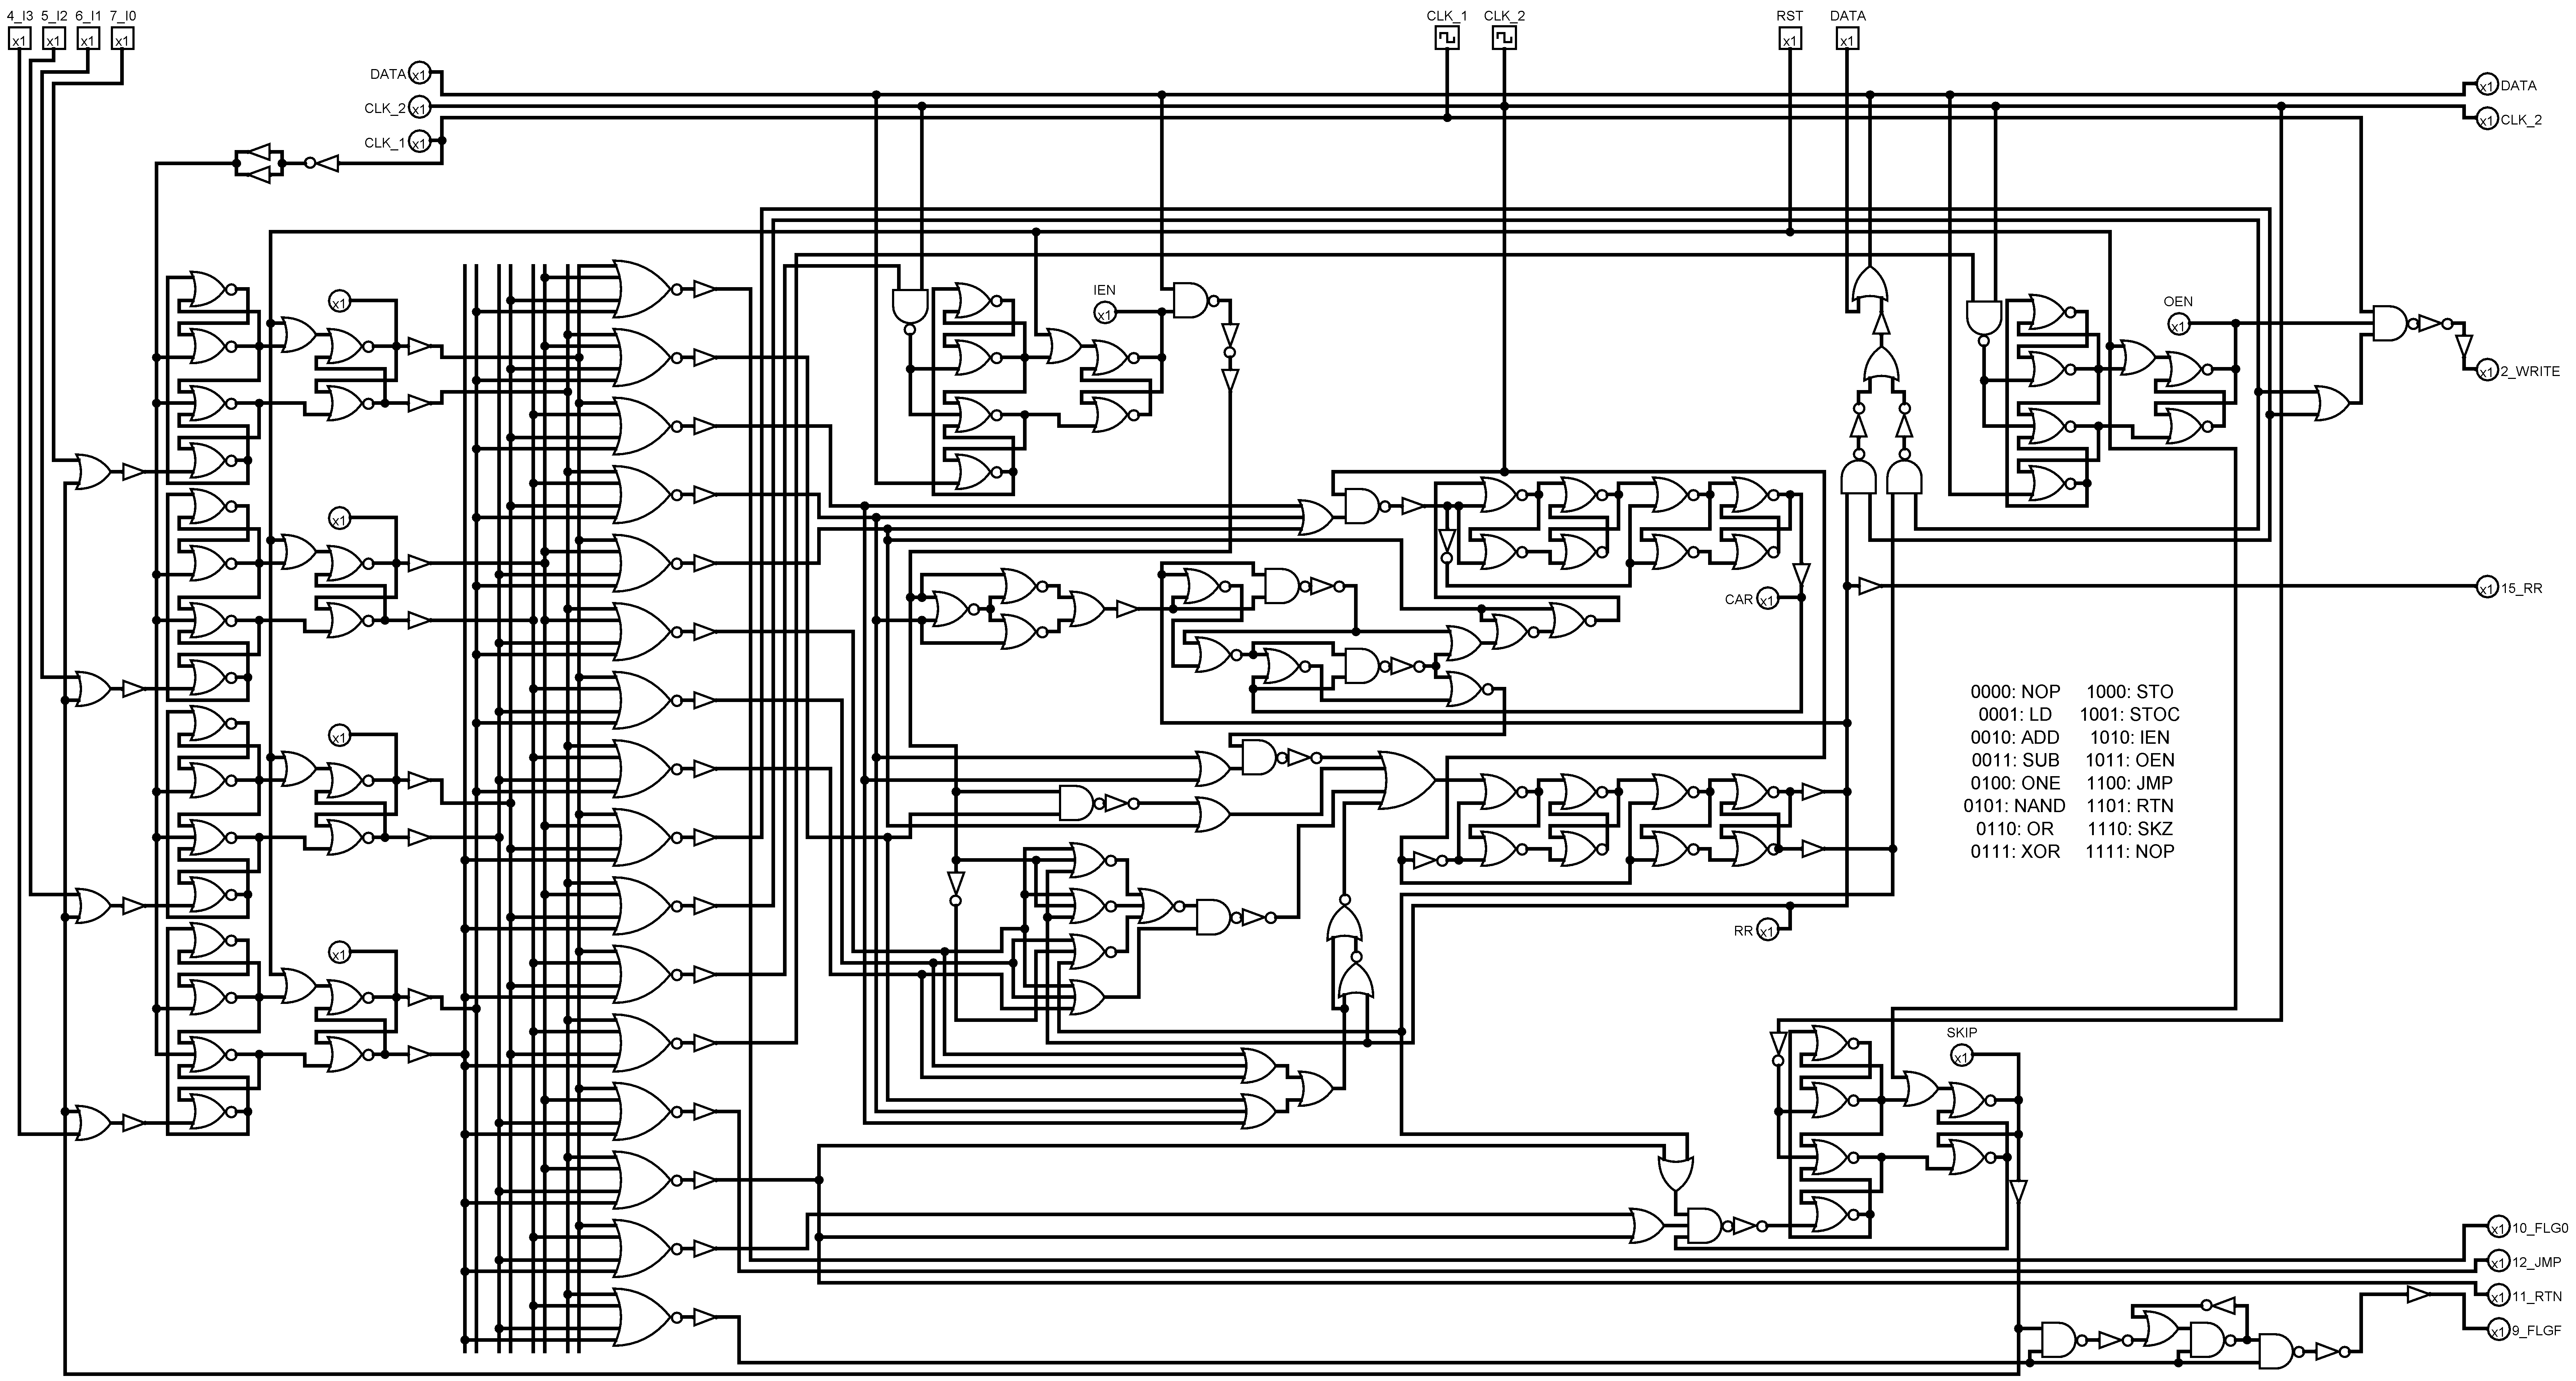 4_I3 5_I2 6_I1 7_I0
x1 x1 x1 x1
CLK_1 CLK_2
RST DATA
x1 x1
DATA x1
CLK_2 x1
CLK_1 x1
x1 DATA
x1 CLK_2
x1
IEN
x1
OEN
x1
x1 2_WRITE
x1
CAR x1
x1 15_RR
0000: NOP 1000: STO
0001: LD 1001: STOC
0010: ADD 1010: IEN
0011: SUB 1011: OEN
0100: ONE 1100: JMP
0101: NAND 1101: RTN
0110: OR 1110: SKZ
0111: XOR 1111: NOP
x1
RR x1
x1
SKIP
x1
x1 10_FLG0
x1 12_JMP
x1 11_RTN
x1 9_FLGF